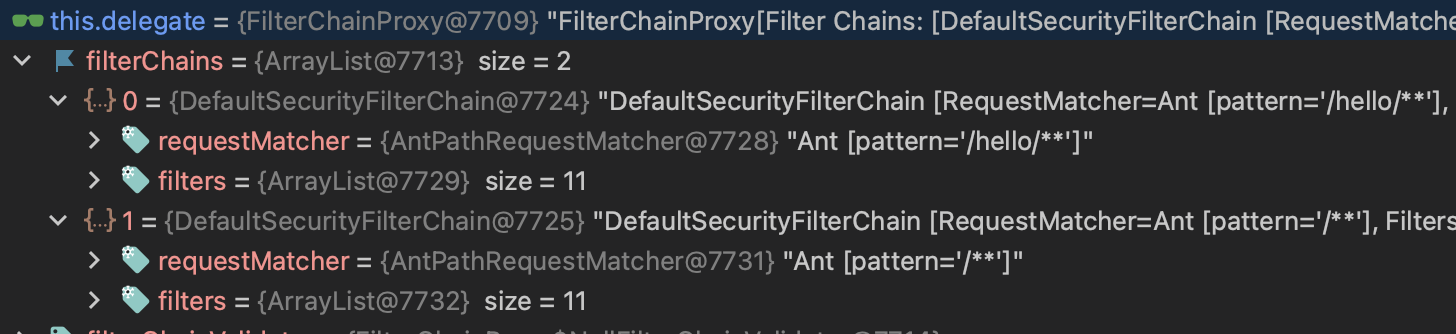 this.delegate = {FilterChainProxy@7709} "FilterChainProxy[Filter Chains: [DefaultSecurityFilterChain [RequestMatche
filterChains = {ArrayList@7713} size = 2
{...} 0 = {DefaultSecurityFilterChain@7724} "DefaultSecurityFilterChain [RequestMatcher=Ant [pattern='/hello/**'],
requestMatcher = {AntPathRequestMatcher@7728} "Ant [pattern='/hello/**']"
filters = {ArrayList@7729} size = 11
{...} 1 = {DefaultSecurityFilterChain@7725} "DefaultSecurityFilterChain [RequestMatcher=Ant [pattern='/**'], Filters
requestMatcher = {AntPathRequestMatcher@7731} "Ant [pattern='/**']"
filters = {ArrayList@7732} size = 11